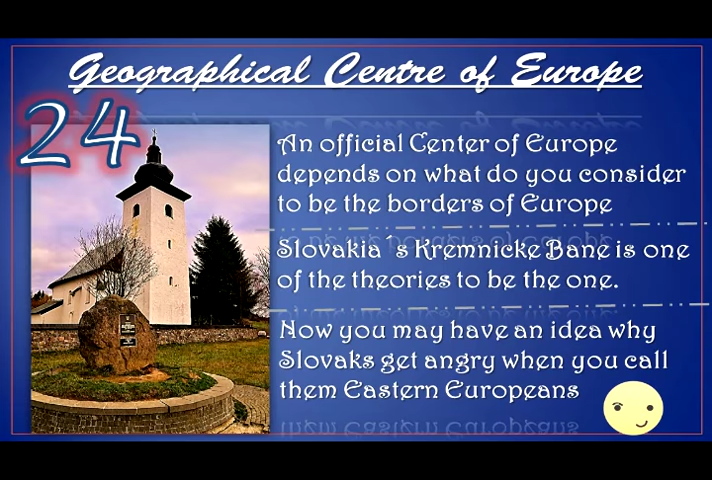 Geographical Centre of Europe
24
An official Center of Europe
depends on what do you consider
to be the borders of Europe
Slovakia´s Kremnicke Bane is one
of the theories to be the one.
Now you may have an idea why
Slovaks get angry when you call
them Eastern Europeans